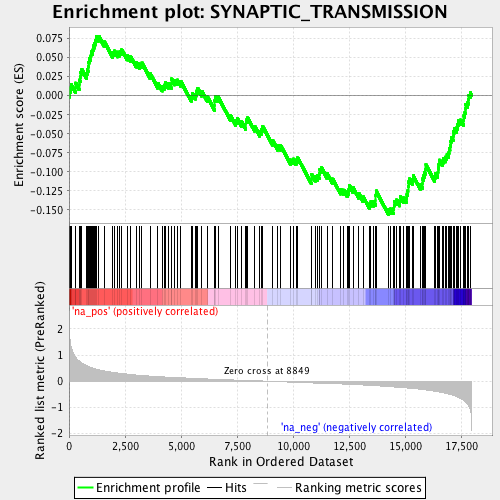 Enrichment plot: SYNAPTIC_TRANSMISSION
Enrichment score (ES)
0.075
0.050
0.025
0.000
-0.025
-0.050
-0.075
-0.100
-0.125
-0.150
'na_pos' (positively correlated)
Ranked list metric (PreRanked)
2
1
0
-1
-2
Zero cross at 8849
'na_neg' (negatively correlated)
0
2,500
5,000
7,500
10,000
12,500
15,000
17,500
Rank in Ordered Dataset
Enrichment profile
Hits
Ranking metric scores